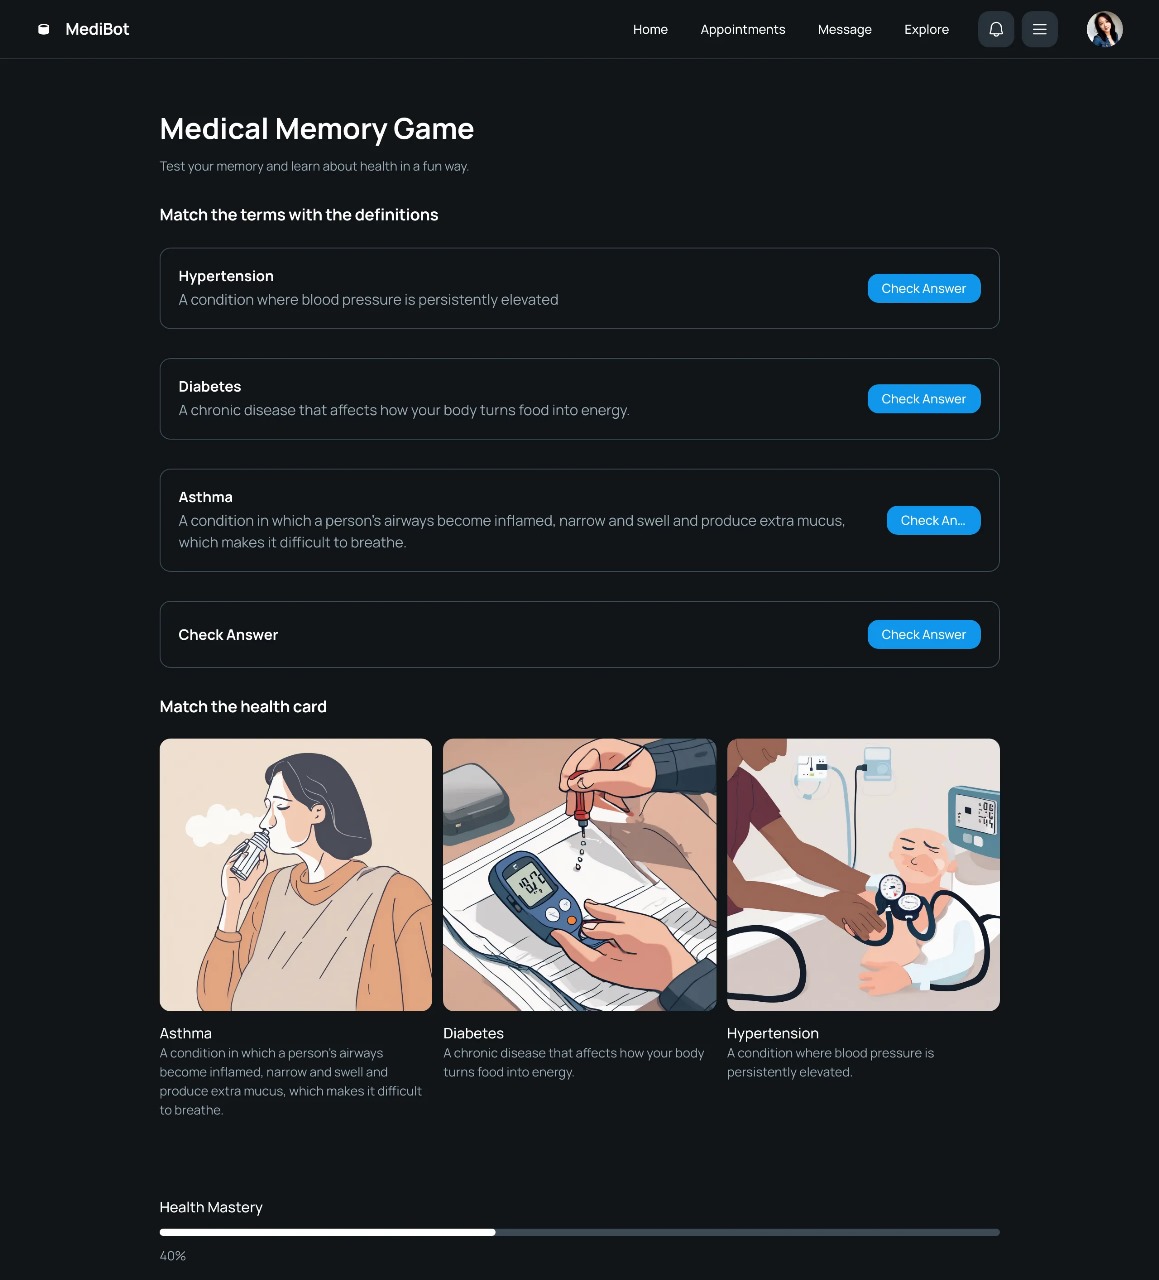 MediBot
Home
Appointments
Message
Explore
Medical Memory Game
Test your memory and learn about health in a fun way.
Match the terms with the definitions
Hypertension
A condition where blood pressure is persistently elevated
Check Answer
Diabetes
A chronic disease that affects how your body turns food into energy.
Check Answer
Asthma
A condition in which a person's airways become inflamed, narrow and swell and produce extra mucus,
which makes it difficult to breathe.
Check An...
Check Answer
Check Answer
Match the health card
Asthma
A condition in which a person's airways
become inflamed, narrow and swell and
produce extra mucus, which makes it difficult
to breathe.
Diabetes
A chronic disease that affects how your body
turns food into energy.
Hypertension
A condition where blood pressure is
persistently elevated.
Health Mastery
40%